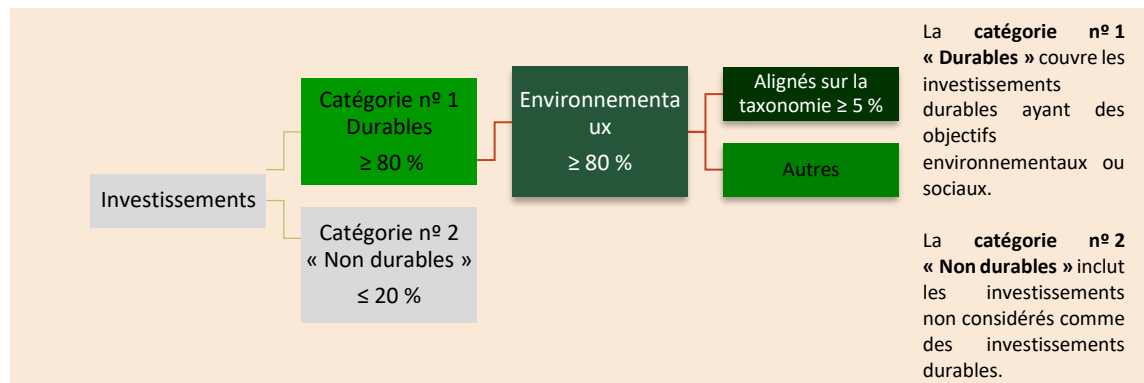 Investissements
Catégorie nº 1
Durables
≥ 80 %
Catégorie nº 2
« Non durables »
≤ 20 %
Environnementa
ux
≥ 80 %
Alignés sur la
taxonomie ≥ 5 %
Autres
La catégorie nº 1
« Durables » couvre les
investissements
durables ayant des
objectifs
environnementaux ou
sociaux.
La catégorie nº 2
« Non durables » inclut
les investissements
non considérés comme
des investissements
durables.